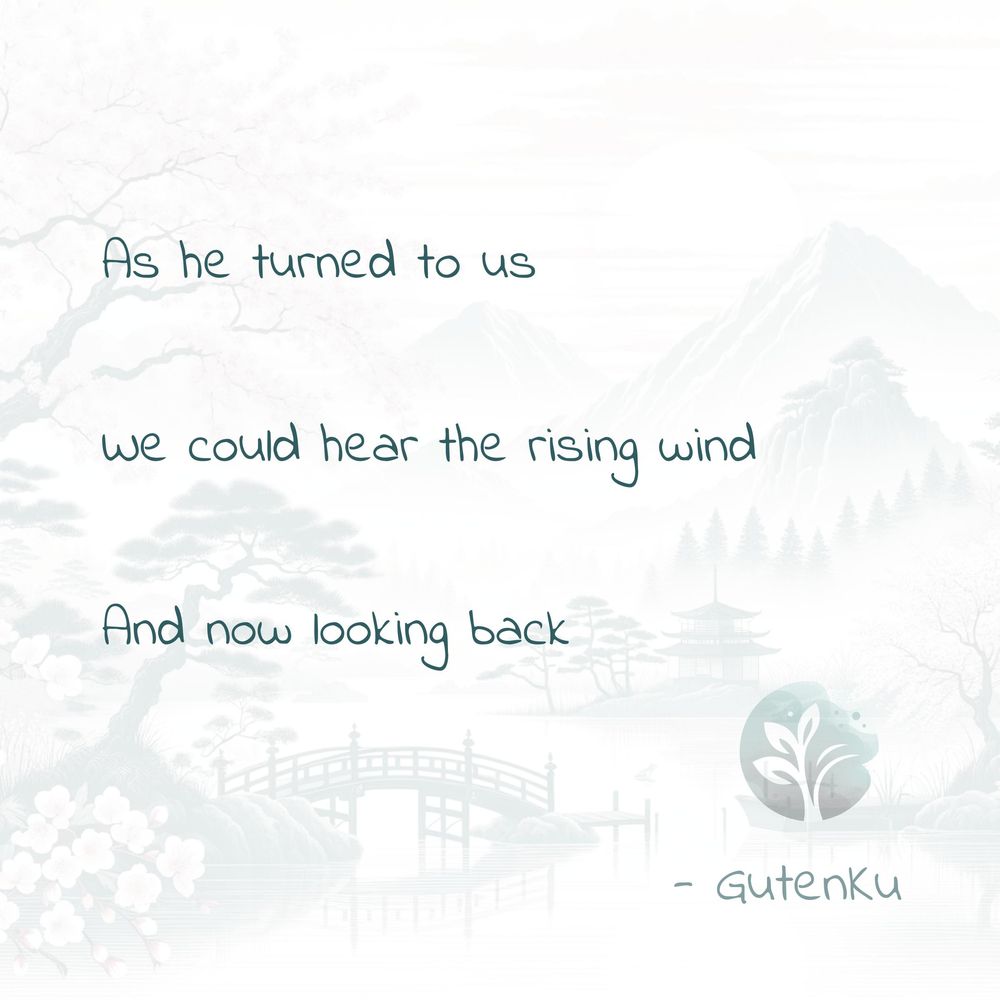 As he turned to us
we could hear the rising wind
And now looking back
- GutenKu